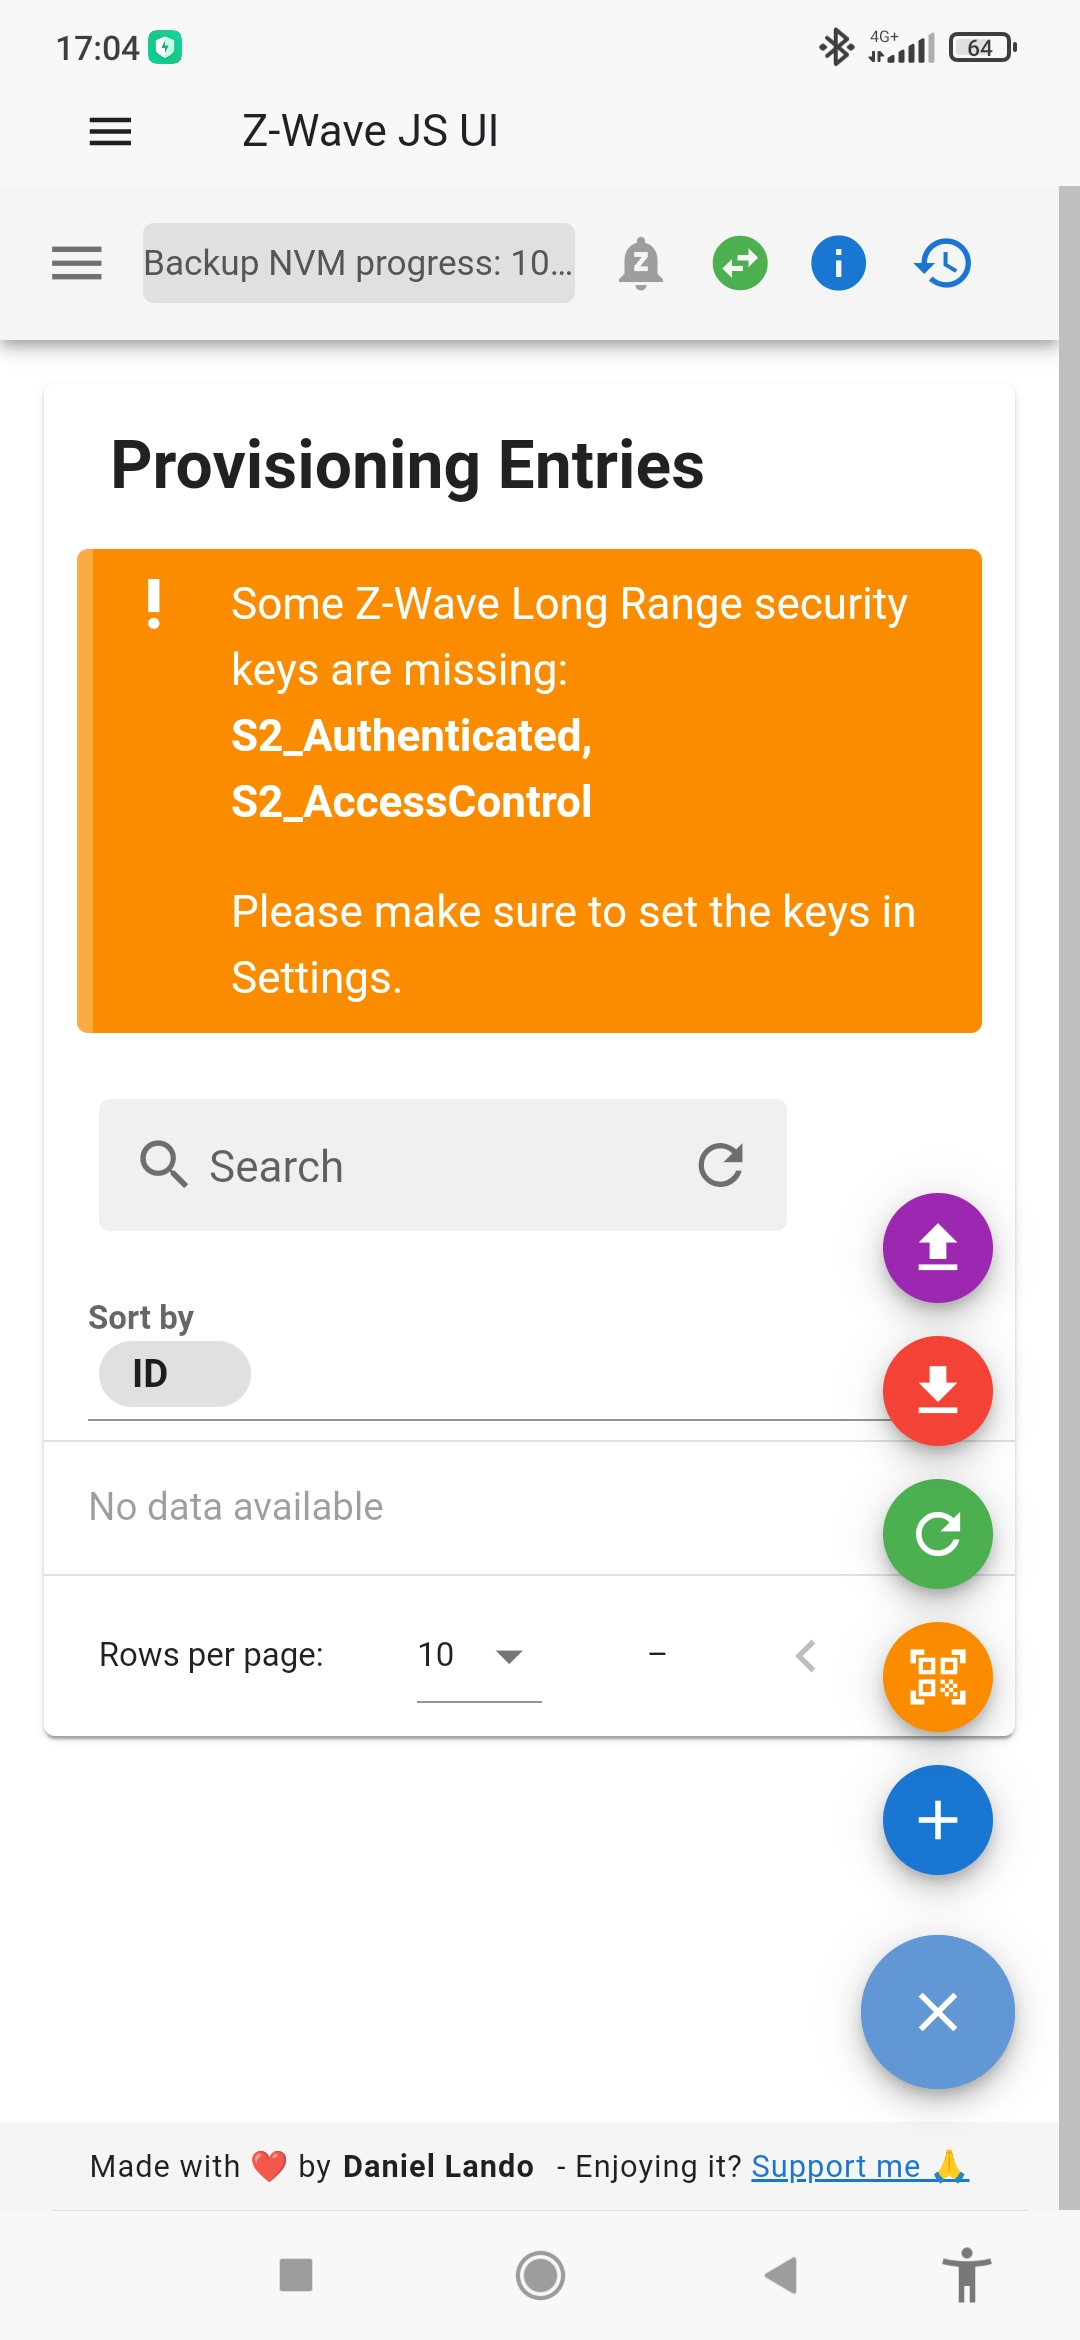 17:04
4G+
64
Z-Wave JS UI
Backup NVM progress: 10...
Z
Provisioning Entries
Some Z-Wave Long Range security
keys are missing:
S2_Authenticated,
S2_AccessControl
Please make sure to set the keys in
Settings.
Search
Sort by
ID
No data available
Rows per page:
10
–
Made with ❤️ by Daniel Lando - Enjoying it? Support me 🙏